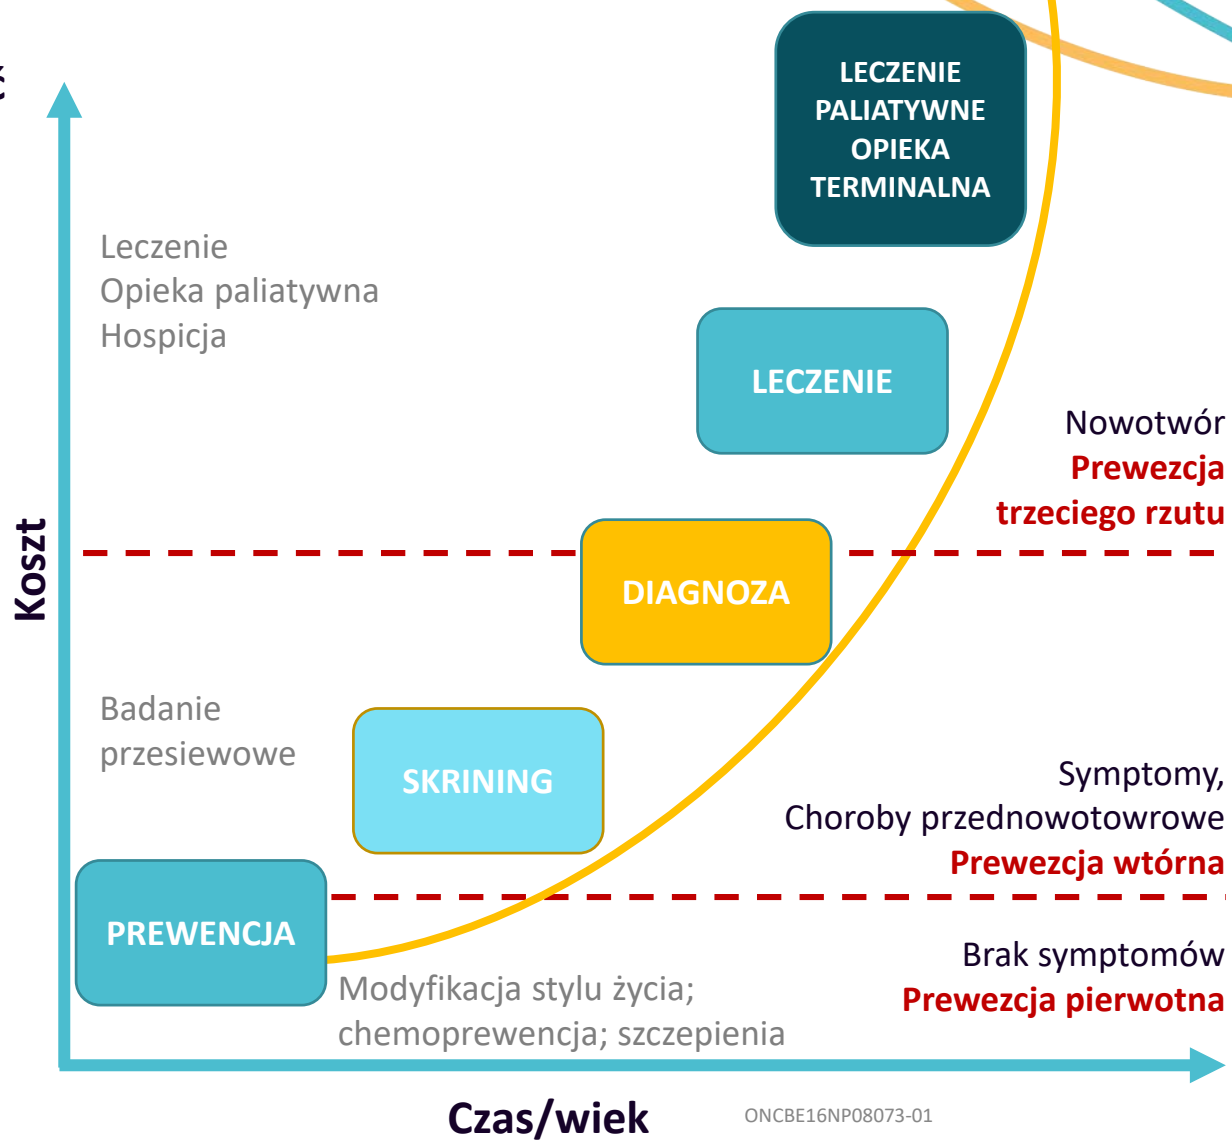 ć
LECZENIE
PALIATYWNE
OPIEKA
TERMINALNA
Leczenie
Opieka paliatywna
Hospicja
LECZENIE
Nowotwór
Prewezcja
trzeciego rzutu
Koszt
DIAGNOZA
Badanie
przesiewowe
SKRINING
Symptomy,
Choroby przednowotowrowe
Prewezcja wtórna
PREWENCJA
Brak symptomów
Prewezcja pierwotna
Modyfikacja stylu życia;
chemoprewencja; szczepienia
Czas/wiek
ONCBE16NP08073-01